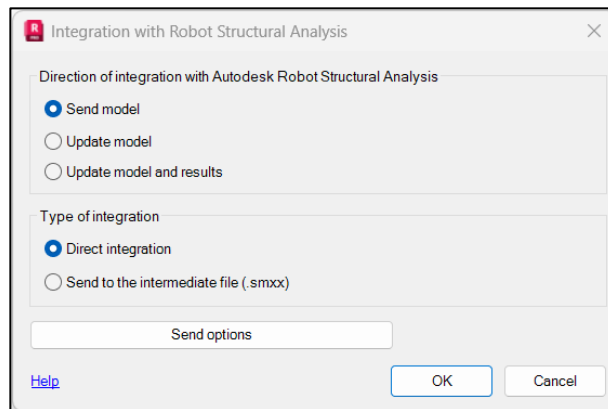 Integration with Robot Structural Analysis
Direction of integration with Autodesk Robot Structural Analysis
Send model
Update model
Update model and results
Type of integration
Direct integration
Send to the intermediate file (.smxx)
Send options
Help
OK
Cancel